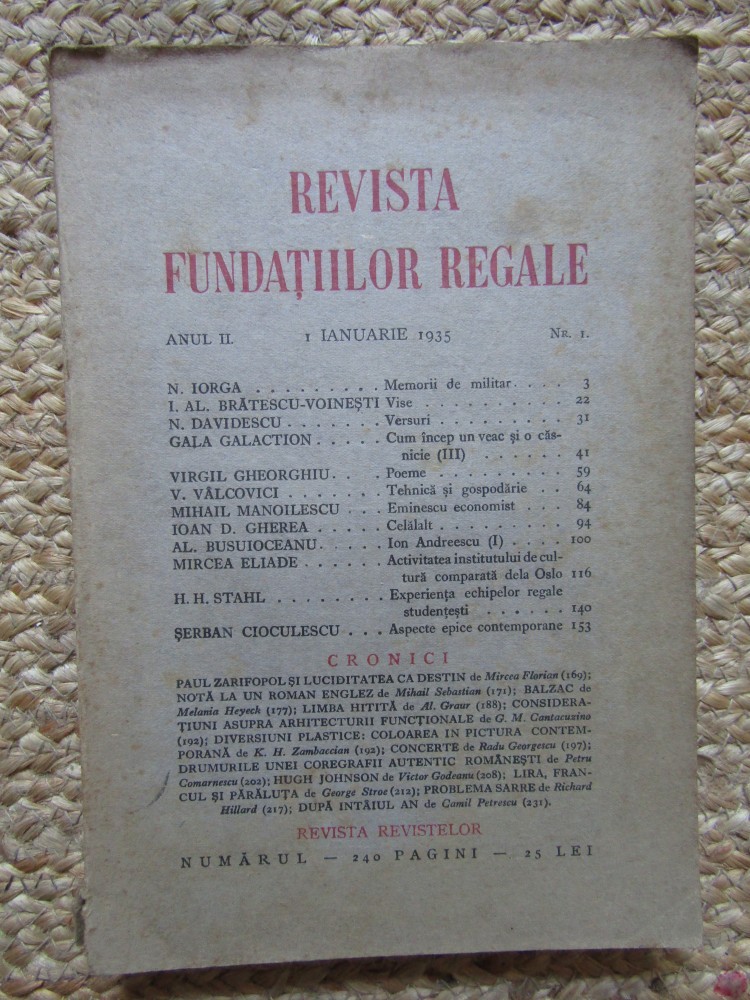 REVISTA
FUNDAȚIILOR REGALE
ANUL II. 1 IANUARIE 1935 NR. 1.
N. IORGA . . . . . . . . . Memorii de militar. . . . 3
I. AL. BRĂTESCU-VOINEȘTI Vise . . . . . . . . . . 22
N. DAVIDESCU . . . . . . . Versuri . . . . . . . . . 31
GALA GALACTION . . . . . Cum încep un veac și o căs-
nicie (III) . . . . . . 41
VIRGIL GHEORGHIU. . . . Poeme . . . . . . . . . 59
V. VÂLCOVICI . . . . . . . Tehnică și gospodărie . . 64
MIHAIL MANOILESCU . . . Eminescu economist . . . 84
IOAN D. GHEREA . . . . . Celălalt . . . . . . . . . 94
AL. BUSUIOCEANU. . . . . Ion Andreescu (I) . . . . 100
MIRCEA ELIADE . . . . . . Activitatea institutului de cul-
tură comparată dela Oslo 116
H. H. STAHL . . . . . . . . Experiența echipelor regale
studențești . . . . . . 140
ȘERBAN CIOCULESCU . . . Aspecte epice contemporane 153
CRONICI
PAUL ZARIFOPOL ȘI LUCIDITATEA CA DESTIN de Mircea Florian (169);
NOTĂ LA UN ROMAN ENGLEZ de Mihail Sebastian (171); BALZAC de
Melania Heyeck (177); LIMBA HITITĂ de Al. Graur (188); CONSIDERA-
ȚIUNI ASUPRA ARHITECTURII FUNCȚIONALE de G. M. Cantacuzino
(192); DIVERSIUNI PLASTICE: COLOAREA IN PICTURA CONTEM-
PORANĂ de K. H. Zambaccian (192); CONCERTE de Radu Georgescu (197);
DRUMURILE UNEI COREGRAFII AUTENTIC ROMÂNEȘTI de Petru
Comarnescu (202); HUGH JOHNSON de Victor Godeanu (208); LIRA, FRAN-
CUL ȘI PĂRĂLUȚA de George Stroe (212); PROBLEMA SARRE de Richard
Hillard (217); DUPĂ INTĂIUL AN de Camil Petrescu (231).
REVISTA REVISTELOR
NUMĂRUL — 240 PAGINI — 25 LEI